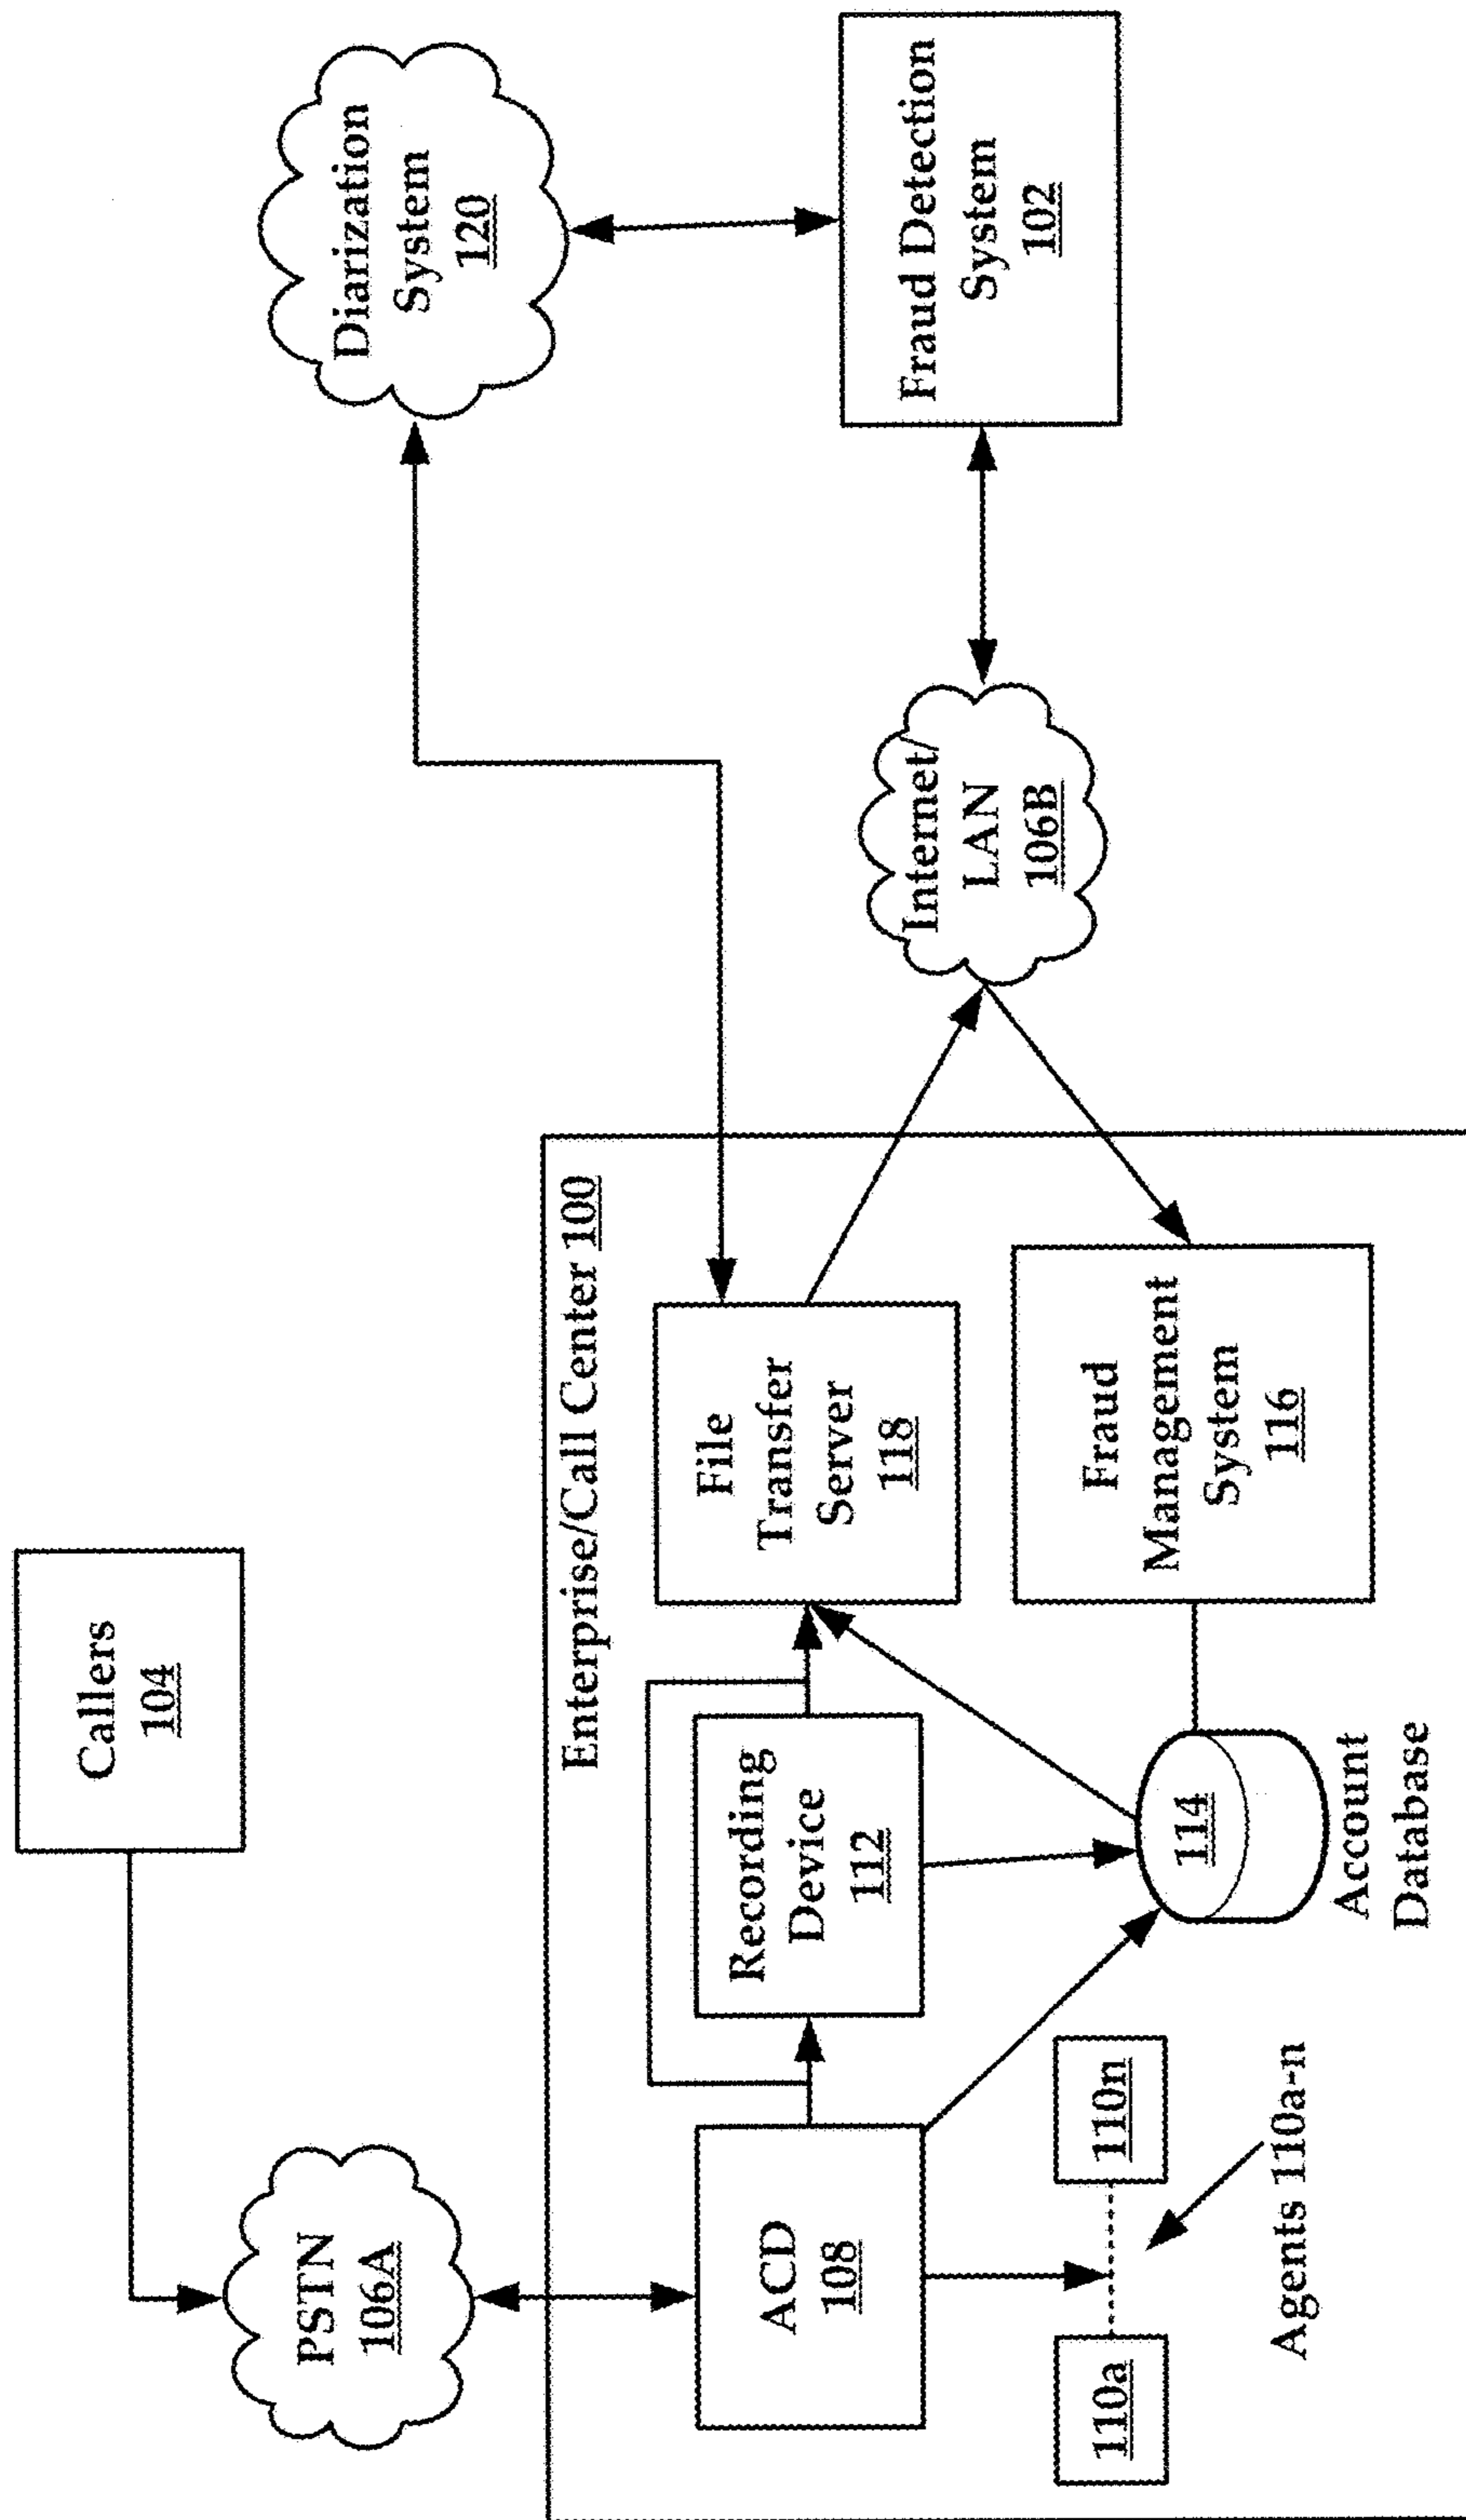 Callers
104
PSTN
106A
Diarization
System
120
Enterprise/Call Center 100
ACD
108
Recording
Device
112
File
Transfer
Server
118
Internet/
LAN
106B
Fraud Detection
System
102
110a
110n
Agents 110a-n
114
Account
Database
Fraud
Management
System
116